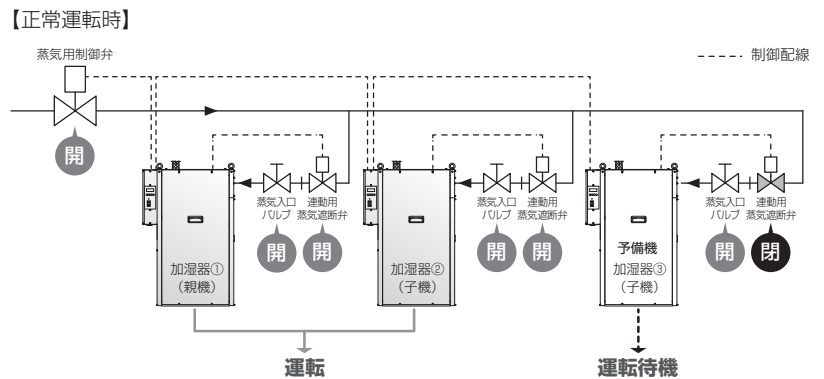 【正常運転時】
蒸気用制御弁
制御配線
開
蒸気入口
バルブ
連動用
蒸気遮断弁
開
開
加湿器①
（親機）
蒸気入口
バルブ
連動用
蒸気遮断弁
開
開
加湿器②
（子機）
蒸気入口
バルブ
連動用
蒸気遮断弁
開
閉
予備機
加湿器③
（子機）
運転
運転待機